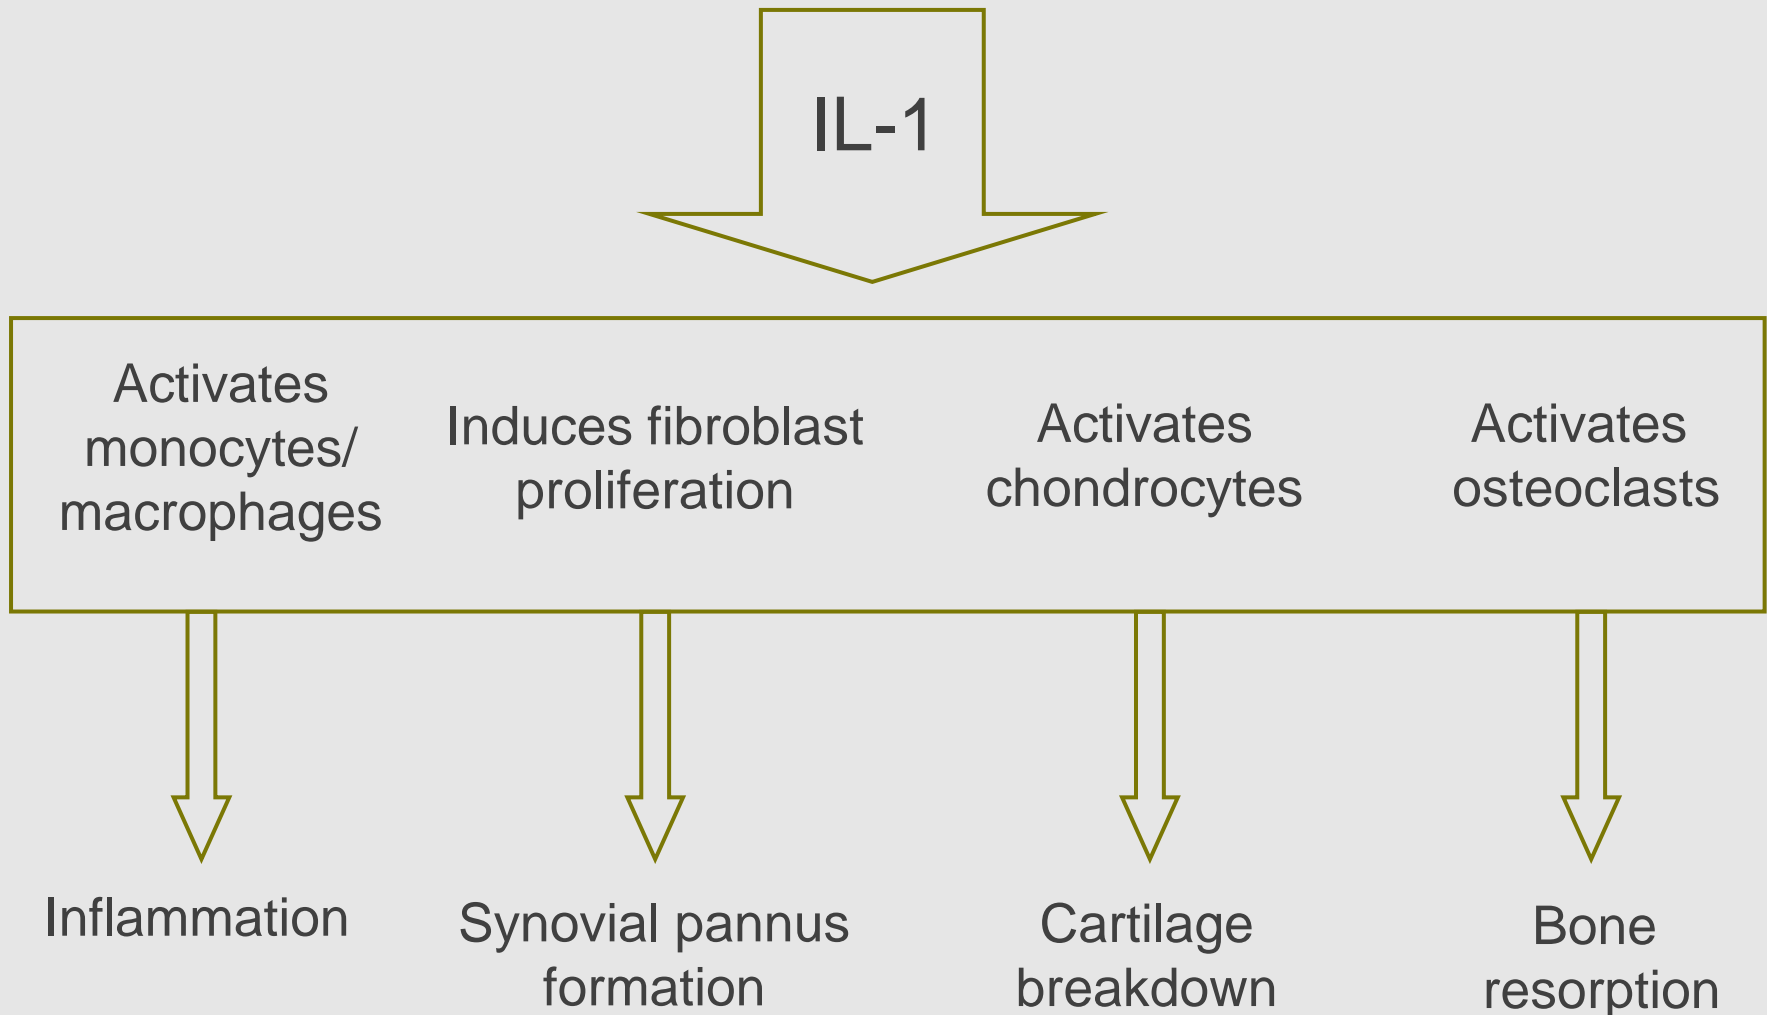 IL-1
Activates
monocytes/
macrophages
Induces fibroblast
proliferation
Activates
chondrocytes
Activates
osteoclasts
Inflammation
Synovial pannus
formation
Cartilage
breakdown
Bone
resorption